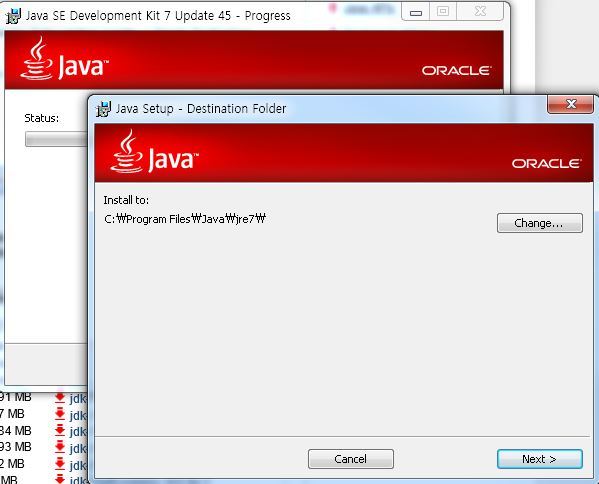 Java SE Development Kit 7 Update 45 - Progress
Java™
ORACLE®
Status:
Java Setup - Destination Folder
Java™
ORACLE®
Install to:
C:₩Program Files₩Java₩jre7₩
Change...
91 MB jdk
7 MB jdk
34 MB jdk
93 MB jdk
2 MB jdk
MB
Cancel
Next >